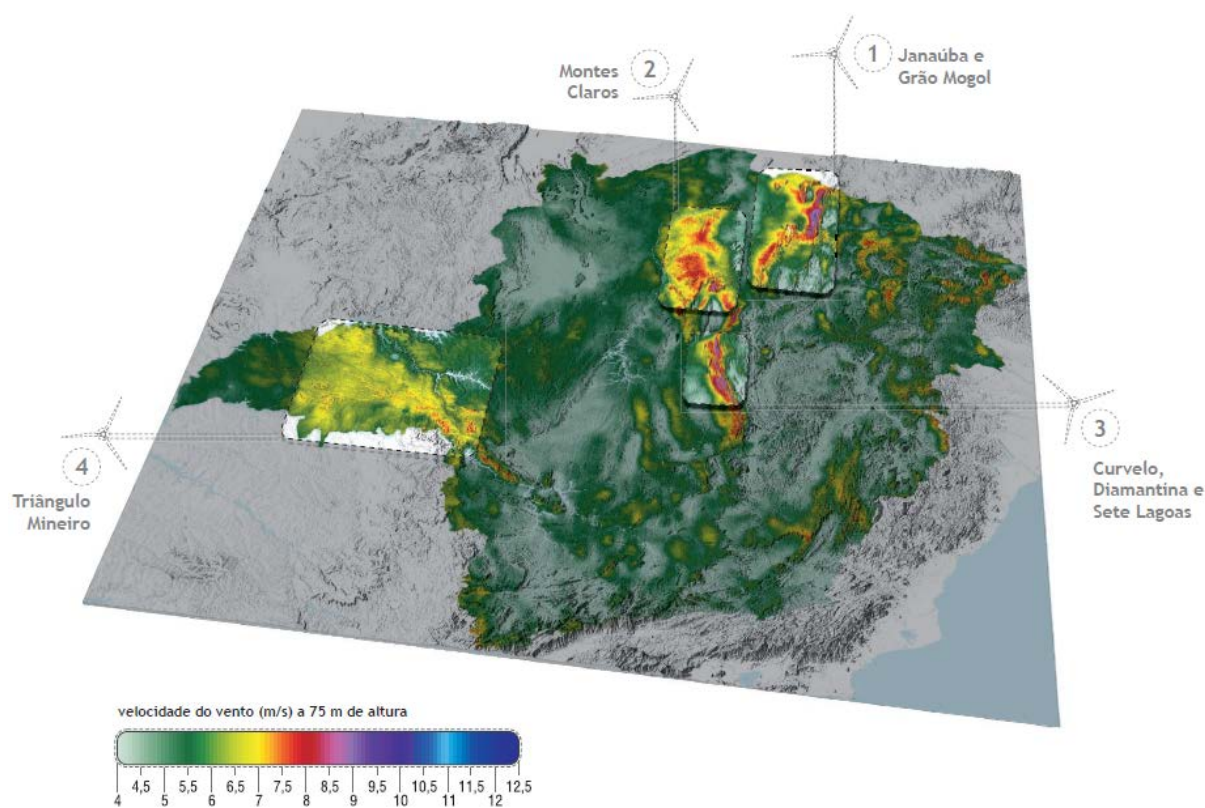 1
Janaúba e
Grão Mogol
2
Montes
Claros
3
Curvelo,
Diamantina e
Sete Lagoas
4
Triângulo
Mineiro
velocidade do vento (m/s) a 75 m de altura
4,5 5,5 6,5 7,5 8,5 9,5 10,5 11,5 12,5
4 5 6 7 8 9 10 11 12